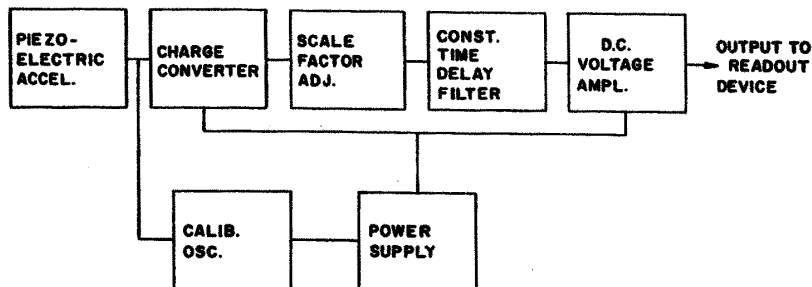 PIEZO-
ELECTRIC
ACCEL.
CHARGE
CONVERTER
SCALE
FACTOR
ADJ.
CONST.
TIME
DELAY
FILTER
D.C.
VOLTAGE
AMPL.
OUTPUT TO
READOUT
DEVICE
CALIB.
OSC.
POWER
SUPPLY